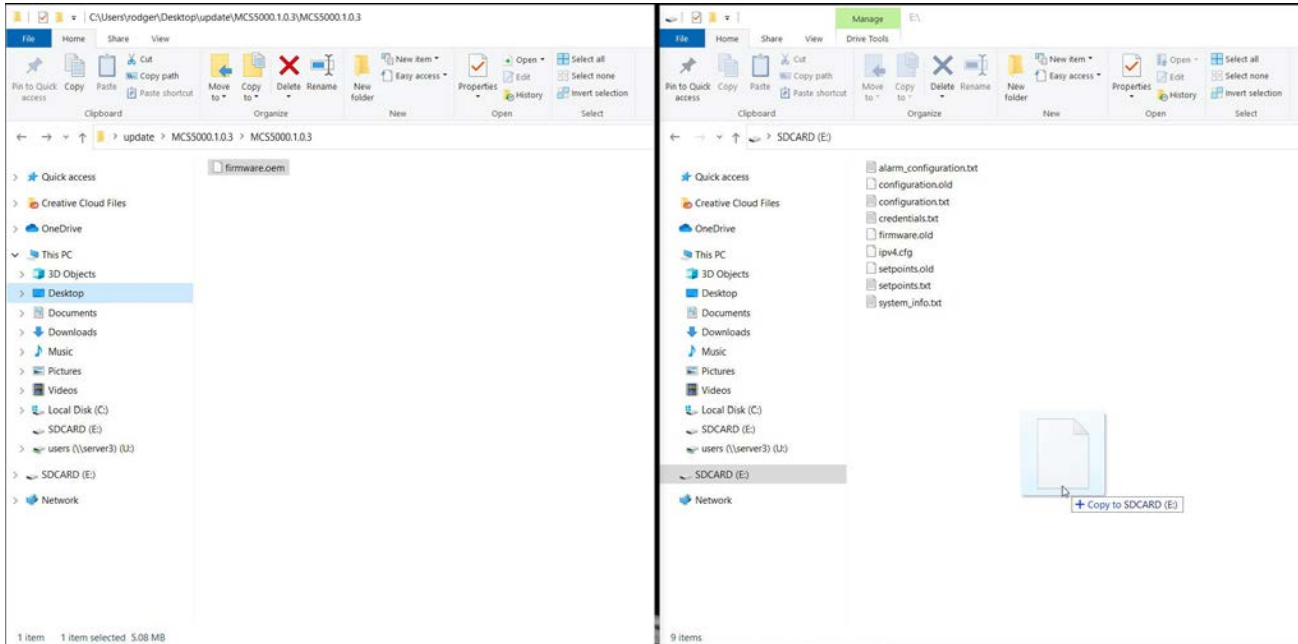 C:\Users\rodger\Desktop\update\MCS5000.1.0.3\MCS5000.1.0.3
File Home Share View
Pin to Quick access
Copy
Paste
Cut
Copy path
Paste shortcut
Clipboard
Move to
Copy to
Delete
Rename
Organize
New folder
New item
Easy access
New
Properties
Open
Edit
History
Open
Select all
Select none
Invert selection
Select
update > MCS5000.1.0.3 > MCS5000.1.0.3
Quick access
Creative Cloud Files
OneDrive
This PC
3D Objects
Desktop
Documents
Downloads
Music
Pictures
Videos
Local Disk (C:)
SDCARD (E:)
users (\\server3) (U:)
SDCARD (E:)
Network
firmware.oem
1 item 1 item selected 5.08 MB
Manage E:\
File Home Share View Drive Tools
Pin to Quick access
Copy
Paste
Cut
Copy path
Paste shortcut
Clipboard
Move to
Copy to
Delete
Rename
Organize
New folder
New item
Easy access
New
Properties
Open
Edit
History
Open
Select all
Select none
Invert selection
Select
> SDCARD (E:)
Quick access
Creative Cloud Files
OneDrive
This PC
3D Objects
Desktop
Documents
Downloads
Music
Pictures
Videos
Local Disk (C:)
SDCARD (E:)
users (\\server3) (U:)
SDCARD (E:)
Network
alarm_configuration.txt
configuration.old
configuration.txt
credentials.txt
firmware.old
ipv4.cfg
setpoints.old
setpoints.txt
system_info.txt
+ Copy to SDCARD (E:)
9 items